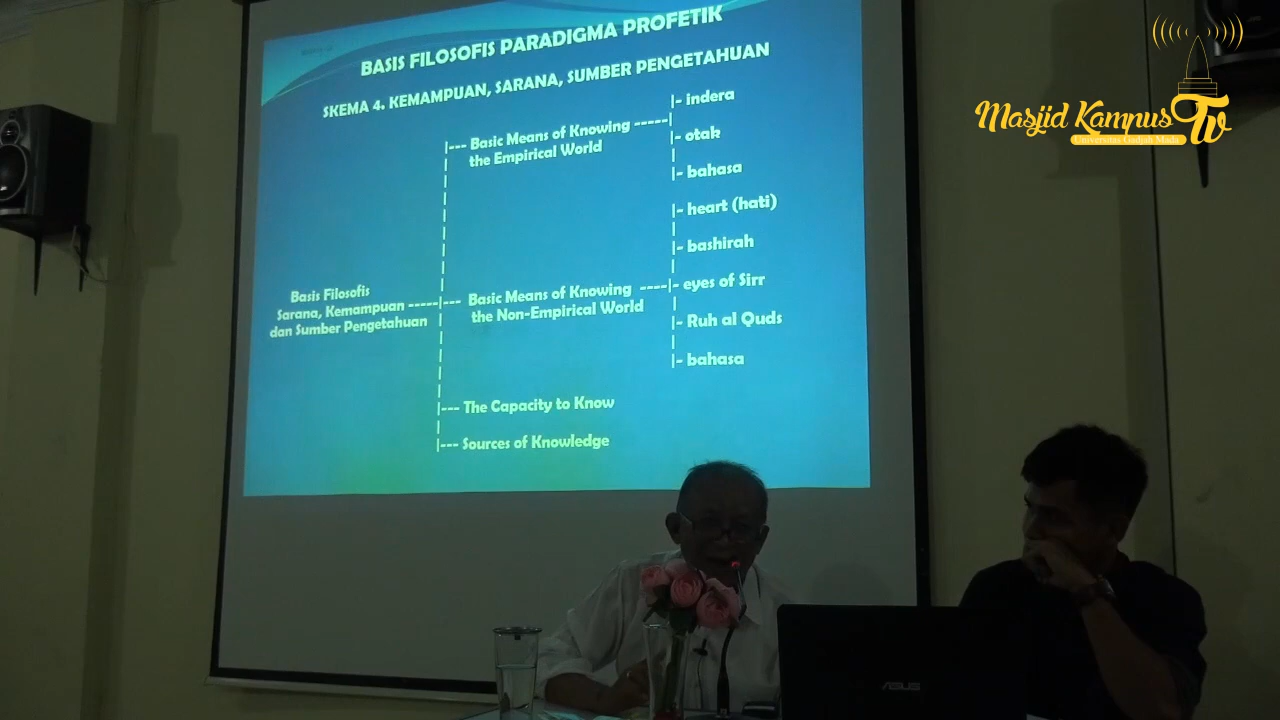 BASIS FILOSOFIS PARADIGMA PROFETIK
SKEMA 4. KEMAMPUAN, SARANA, SUMBER PENGETAHUAN
|--- Basic Means of Knowing -----|
the Empirical World
|- indera
|- otak
|- bahasa
Basis Filosofis
Sarana, Kemampuan -----|
dan Sumber Pengetahuan
|--- Basic Means of Knowing ----|
the Non-Empirical World
|- heart (hati)
|- bashirah
|- eyes of Sirr
|- Ruh al Quds
|- bahasa
|--- The Capacity to Know
|--- Sources of Knowledge
Masjid Kampus Tv
Universitas Gadjah Mada
ASUS